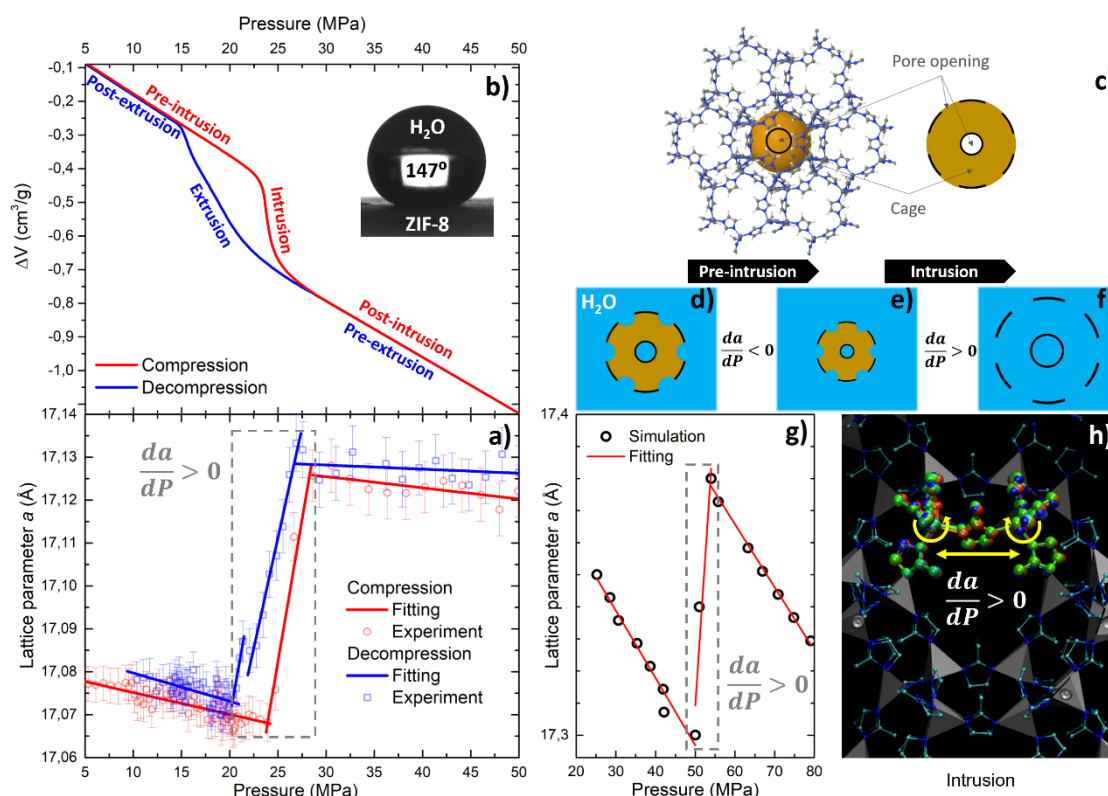 Pressure (MPa)
5 10 15 20 25 30 35 40 45 50
-0,1
-0,2
-0,3
-0,4
-0,5
-0,6
-0,7
-0,8
-0,9
-1,0
ΔV (cm³/g)
b)
Post-extrusion
Pre-intrusion
Extrusion
Intrusion
Post-intrusion
Pre-extrusion
H₂O
147⁰
ZIF-8
Compression
Decompression
c)
Pore opening
Cage
Pre-intrusion
Intrusion
H₂O
d)
da/dP < 0
e)
da/dP > 0
f)
17,14
17,13
17,12
17,11
17,10
17,09
17,08
17,07
17,06
Lattice parameter a (Å)
a)
da/dP > 0
Compression
Fitting
Experiment
Decompression
Fitting
Experiment
5 10 15 20 25 30 35 40 45 50
Pressure (MPa)
17,4
17,3
Lattice parameter a (Å)
g)
Simulation
Fitting
da/dP > 0
20 30 40 50 60 70 80
Pressure (MPa)
h)
da/dP > 0
Intrusion